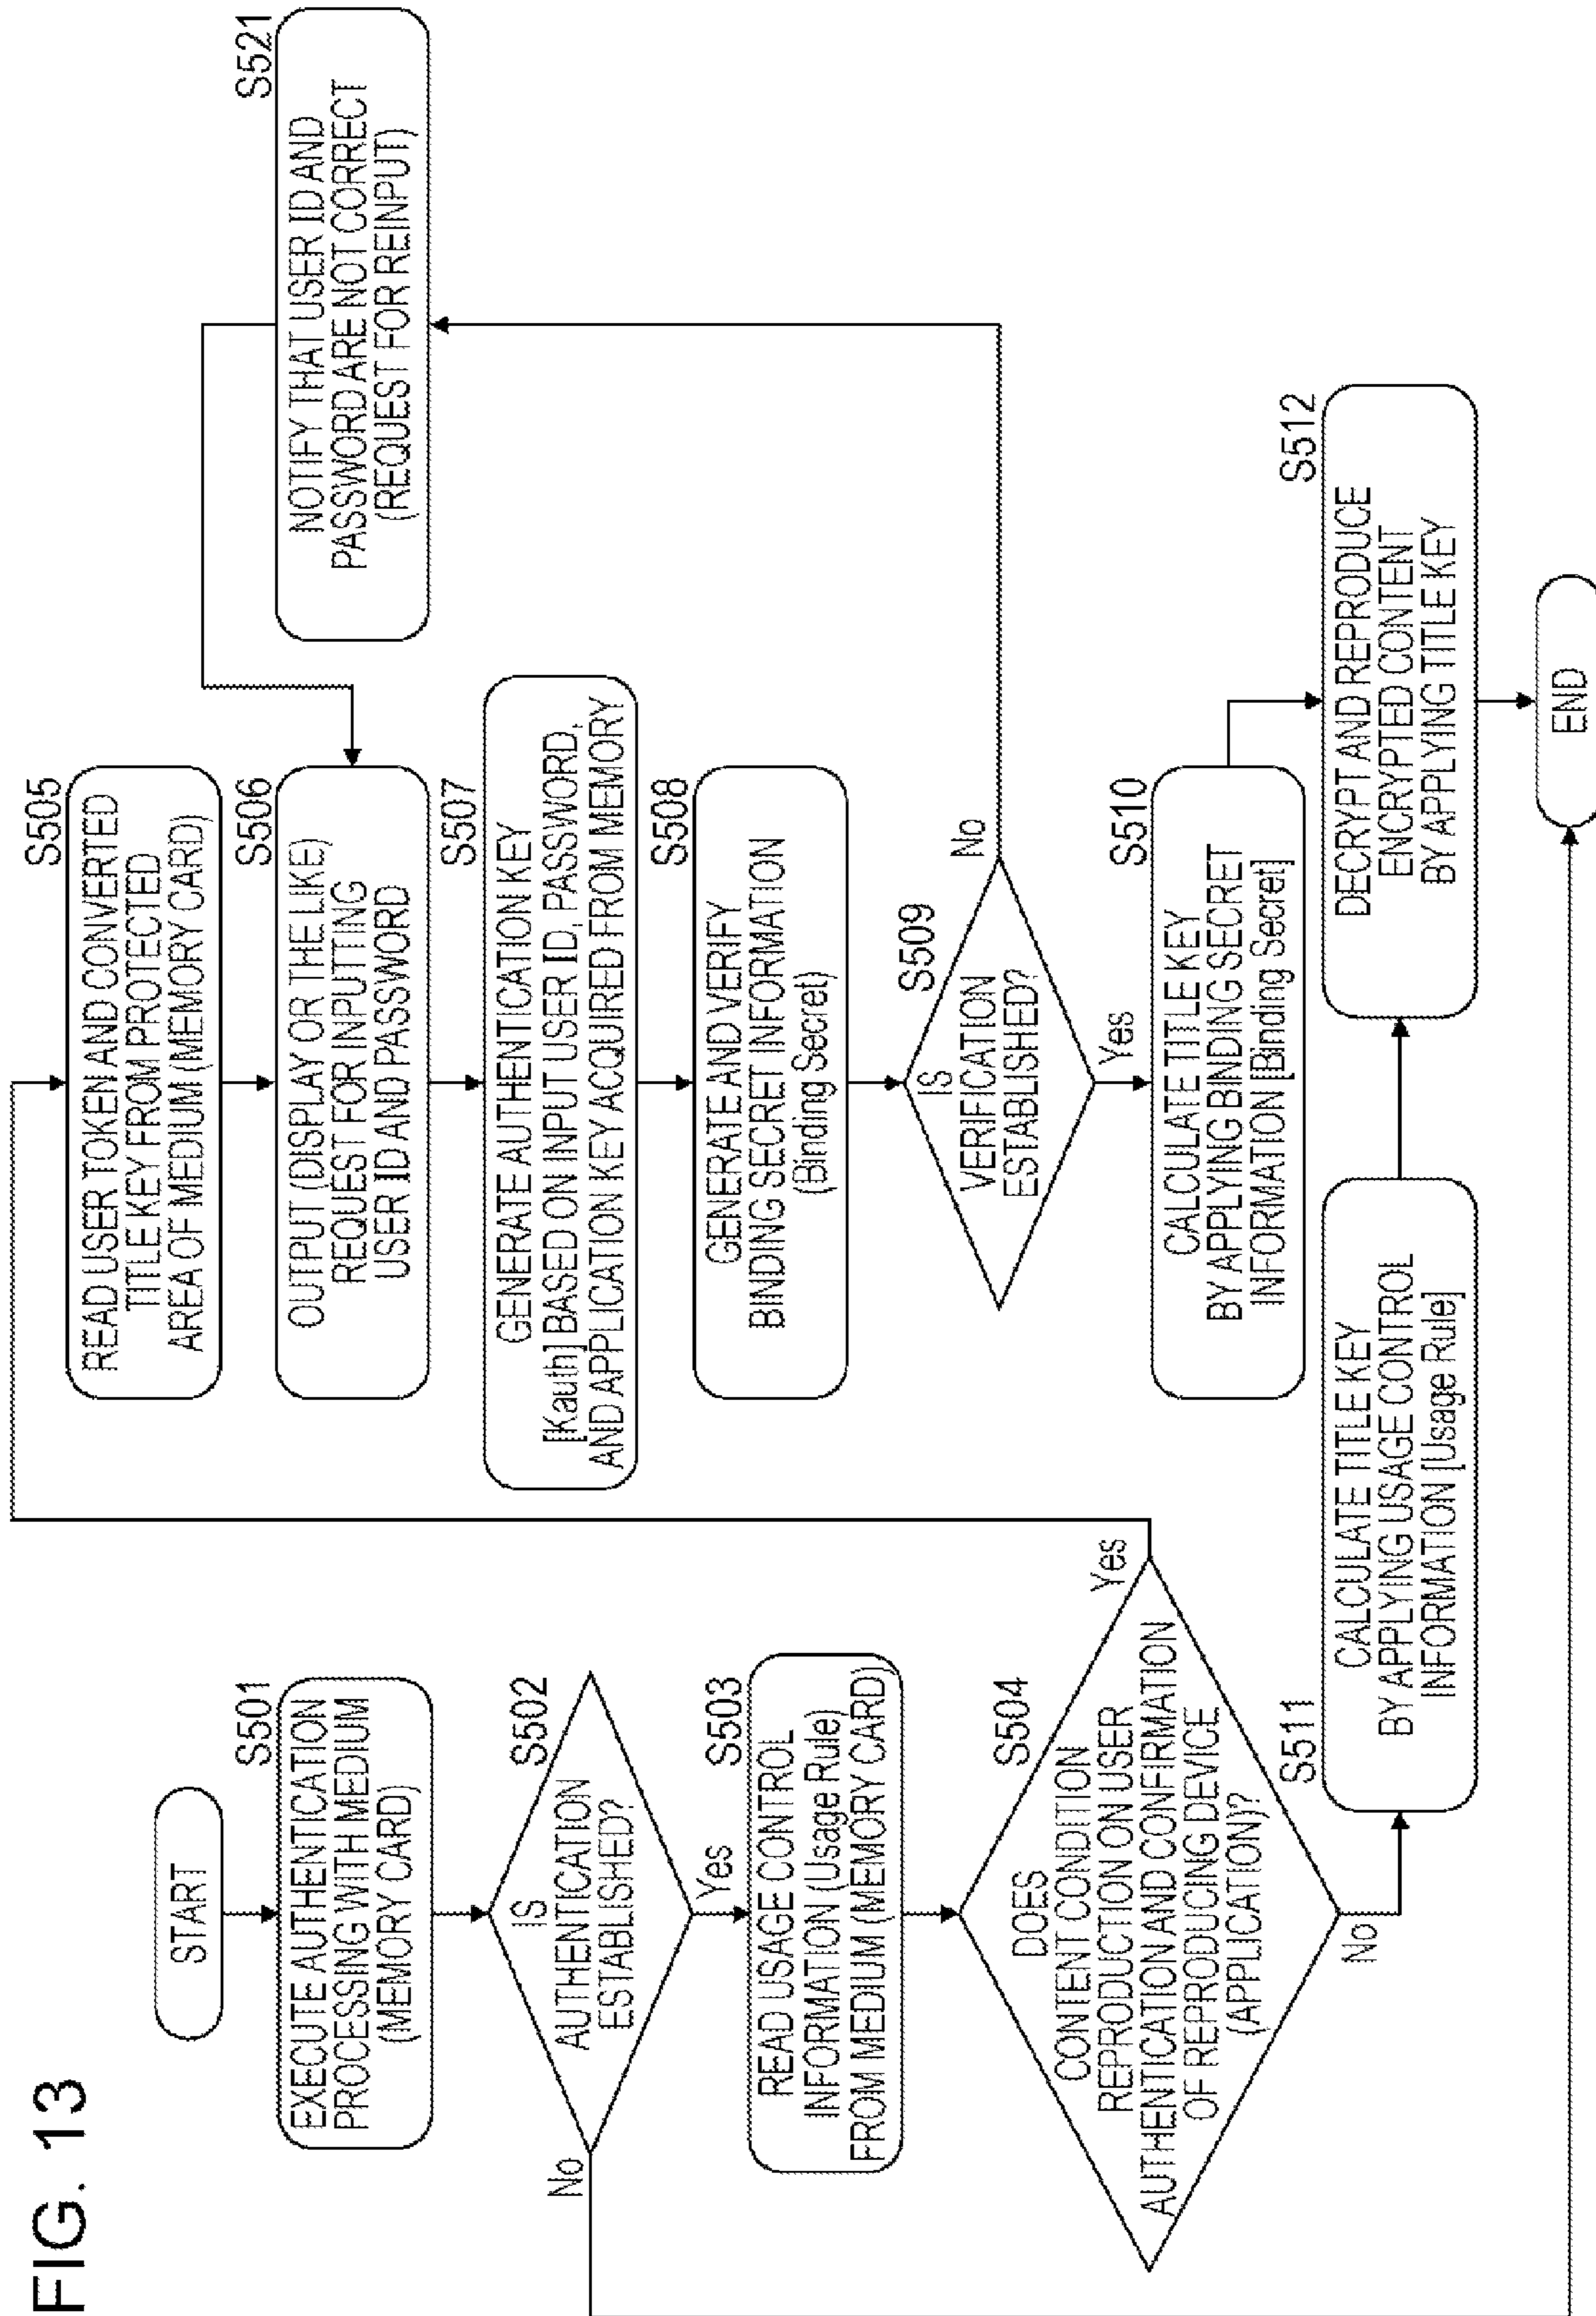 FIG. 13
START
S501
EXECUTE AUTHENTICATION
PROCESSING WITH MEDIUM
(MEMORY CARD)
S502
IS
AUTHENTICATION
ESTABLISHED?
No
Yes
S503
READ USAGE CONTROL
INFORMATION (Usage Rule)
FROM MEDIUM (MEMORY CARD)
S504
DOES
CONTENT CONDITION
REPRODUCTION ON USER
AUTHENTICATION AND CONFIRMATION
OF REPRODUCING DEVICE
(APPLICATION)?
Yes
No
S505
READ USER TOKEN AND CONVERTED
TITLE KEY FROM PROTECTED
AREA OF MEDIUM (MEMORY CARD)
S506
OUTPUT (DISPLAY OR THE LIKE)
REQUEST FOR INPUTTING
USER ID AND PASSWORD
S507
GENERATE AUTHENTICATION KEY
[Kauth] BASED ON INPUT USER ID, PASSWORD,
AND APPLICATION KEY ACQUIRED FROM MEMORY
S508
GENERATE AND VERIFY
BINDING SECRET INFORMATION
(Binding Secret)
S509
IS
VERIFICATION
ESTABLISHED?
No
Yes
S510
CALCULATE TITLE KEY
BY APPLYING BINDING SECRET
INFORMATION [Binding Secret]
S511
CALCULATE TITLE KEY
BY APPLYING USAGE CONTROL
INFORMATION [Usage Rule]
S512
DECRYPT AND REPRODUCE
ENCRYPTED CONTENT
BY APPLYING TITLE KEY
S521
NOTIFY THAT USER ID AND
PASSWORD ARE NOT CORRECT
(REQUEST FOR REINPUT)
END